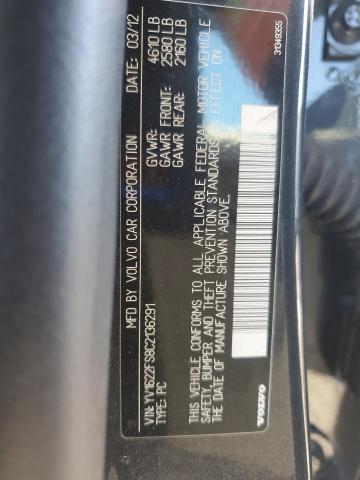 MFD BY VOLVO CAR CORPORATION DATE: 03/12
GVWR: 4610 LB
GAWR FRONT: 2580 LB
GAWR REAR: 2160 LB
VIN: YV1622FS8C2136291
TYPE: PC
THIS VEHICLE CONFORMS TO ALL APPLICABLE FEDERAL MOTOR VEHICLE
SAFETY, BUMPER AND THEFT PREVENTION STANDARDS IN EFFECT ON
THE DATE OF MANUFACTURE SHOWN ABOVE.
VOLVO
31349355